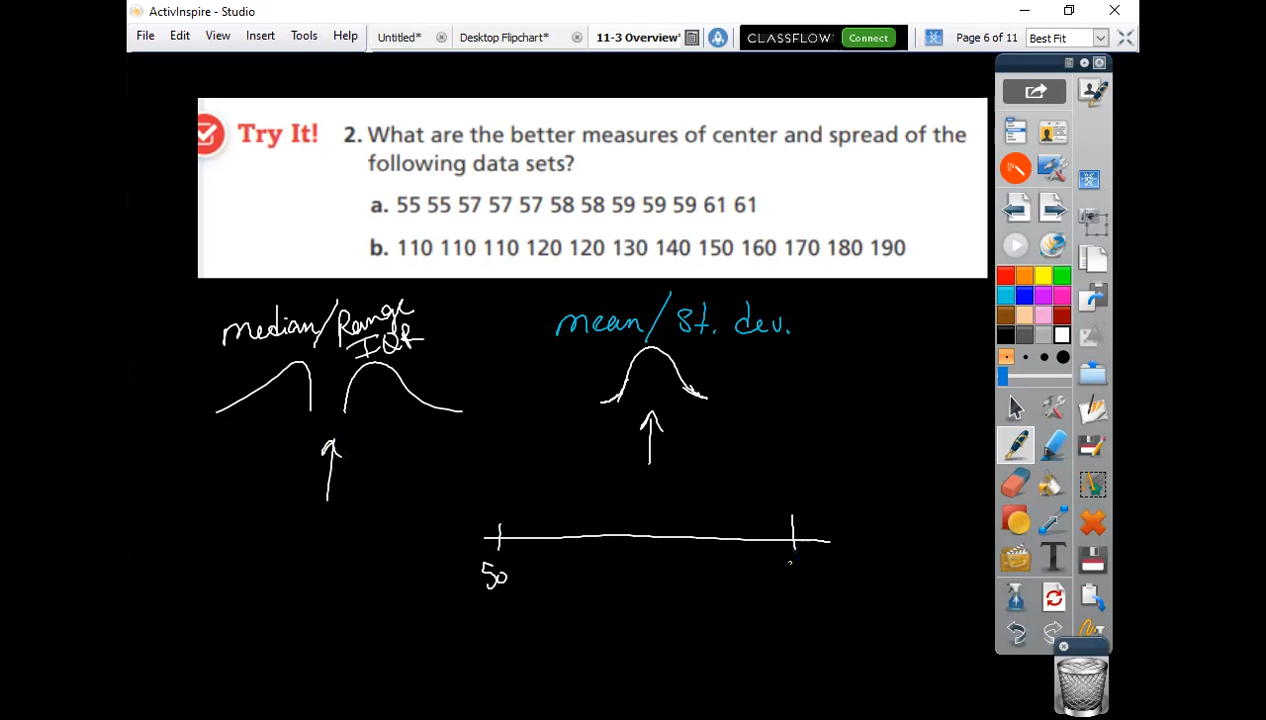 ActivInspire - Studio
File Edit View Insert Tools Help Untitled* Desktop Flipchart* 11-3 Overview* CLASSFLOW Connect Page 6 of 11 Best Fit
Try It! 2. What are the better measures of center and spread of the
following data sets?
a. 55 55 57 57 57 58 58 59 59 59 61 61
b. 110 110 110 120 120 130 140 150 160 170 180 190
median/Range mean/St. dev.
IQR
50
T